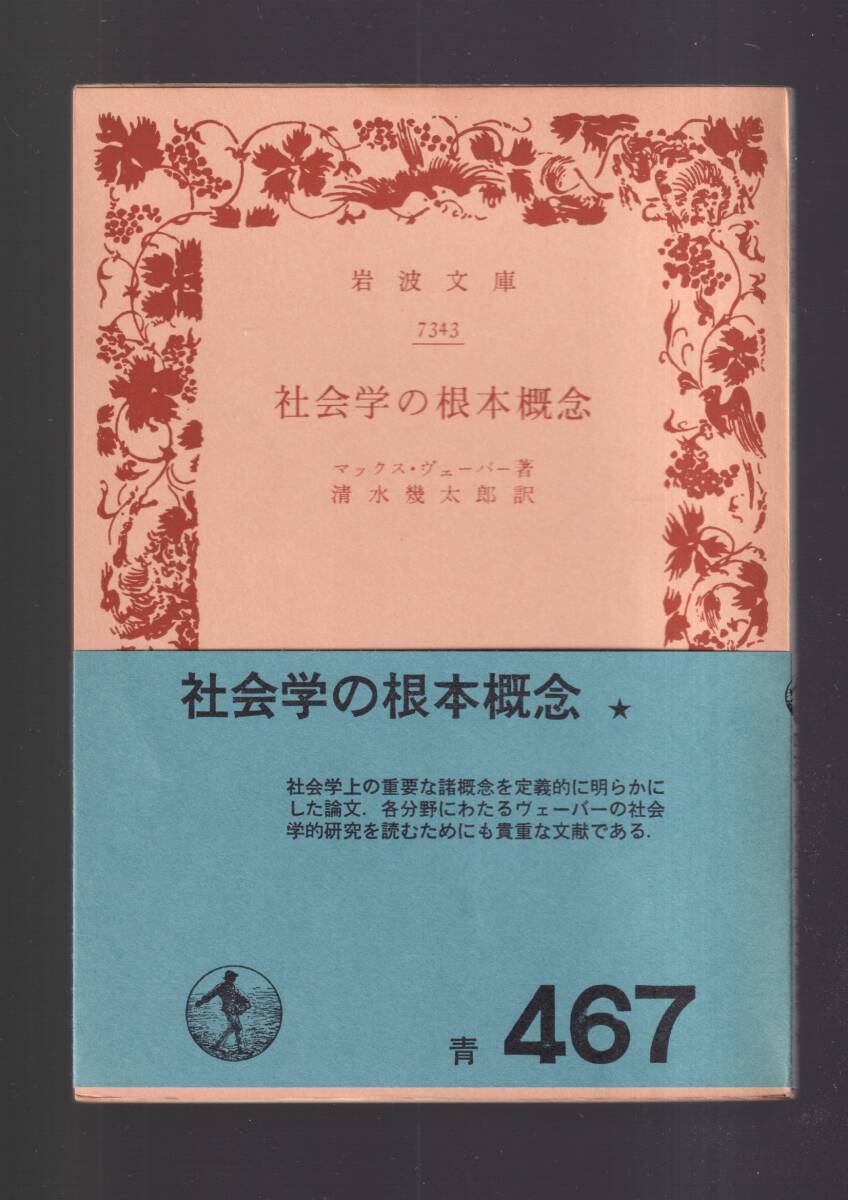 岩波文庫
7343
社会学の根本概念
マックス・ヴェーバー著
清水幾太郎訳
社会学の根本概念 ★
社会学上の重要な諸概念を定義的に明らかに
した論文．各分野にわたるヴェーバーの社会
学的研究を読むためにも貴重な文献である．
青 467